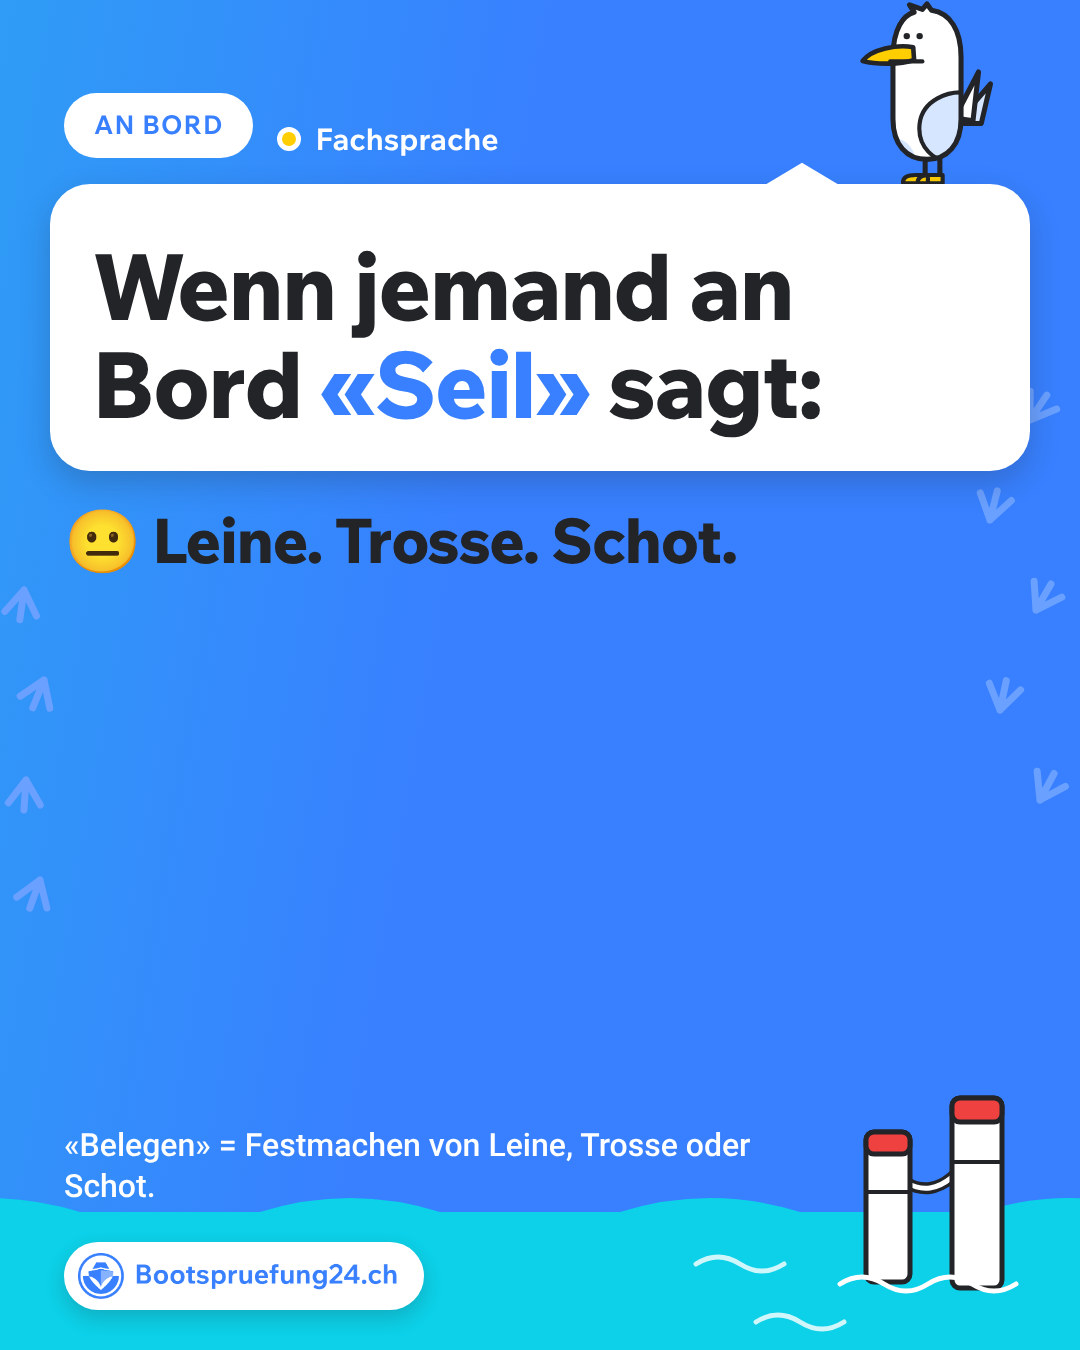 AN BORD
Fachsprache
Wenn jemand an
Bord «Seil» sagt:
😐 Leine. Trosse. Schot.
«Belegen» = Festmachen von Leine, Trosse oder
Schot.
Bootspruefung24.ch